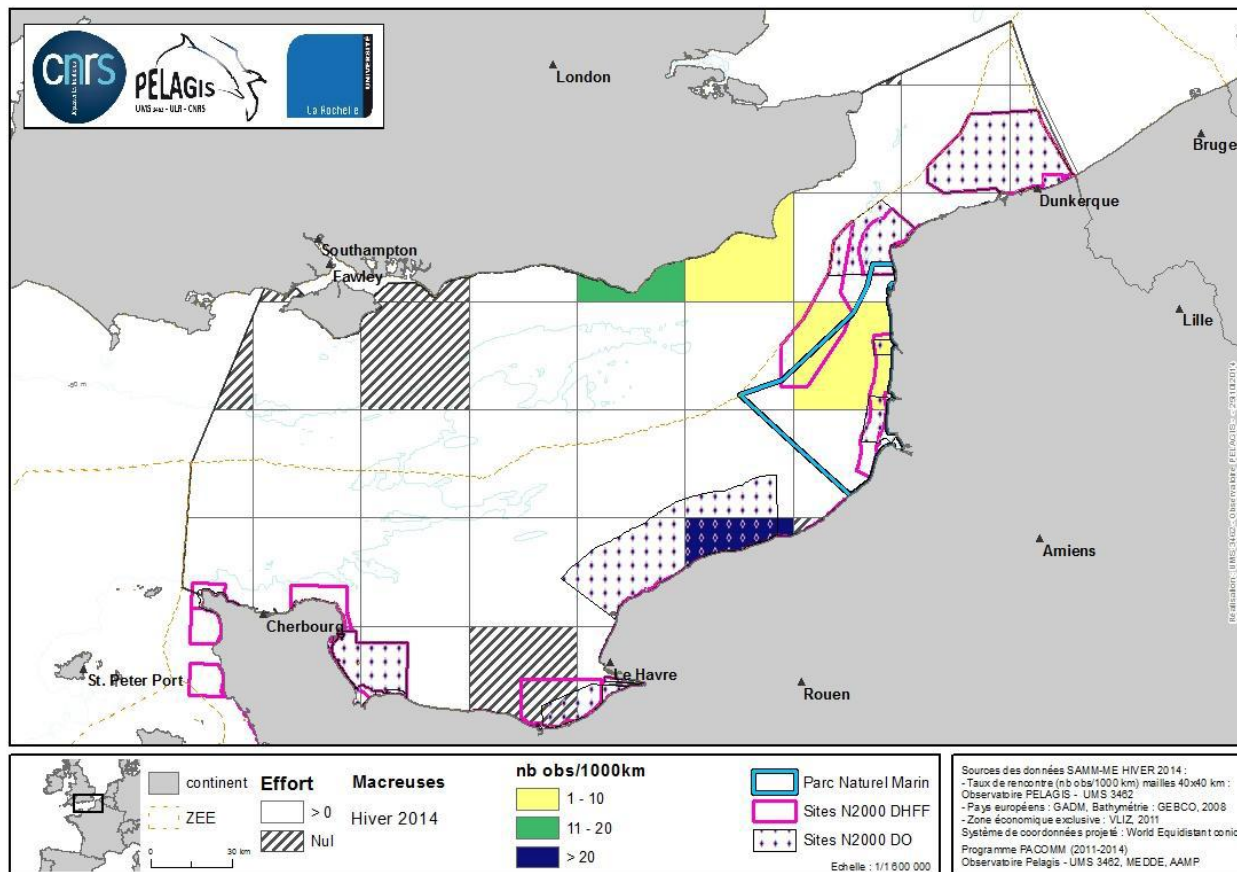 cnrs
PELAGIS
UMS 3462 - ULR - CNRS
La Rochelle
UNIVERSITÉ
London
Bruge
Dunkerque
Southampton
Fawley
Lille
-50 m
Amiens
Cherbourg
St. Peter Port
Le Havre
Rouen
continent
ZEE
0 30 km
Effort
> 0
Nul
Macreuses
Hiver 2014
nb obs/1000km
1 - 10
11 - 20
> 20
Parc Naturel Marin
Sites N2000 DHFF
Sites N2000 DO
Echelle : 1/1 600 000
Sources des données SAMM-ME HIVER 2014 :
- Taux de rencontre (nb obs/1000 km) mailles 40x40 km :
Observatoire PELAGIS - UMS 3462
- Pays européens : GADM, Bathymétrie : GEBCO, 2008
- Zone économique exclusive : VLIZ, 2011
Système de coordonnées projeté : World Equidistant conic
Programme PACOMM (2011-2014)
Observatoire Pelagis - UMS 3462, MEDDE, AAMP